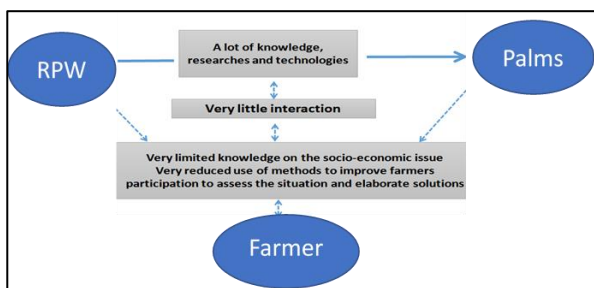 A lot of knowledge,
researches and technologies
RPW
Palms
Very little interaction
Very limited knowledge on the socio-economic issue
Very reduced use of methods to improve farmers
participation to assess the situation and elaborate solutions
Farmer